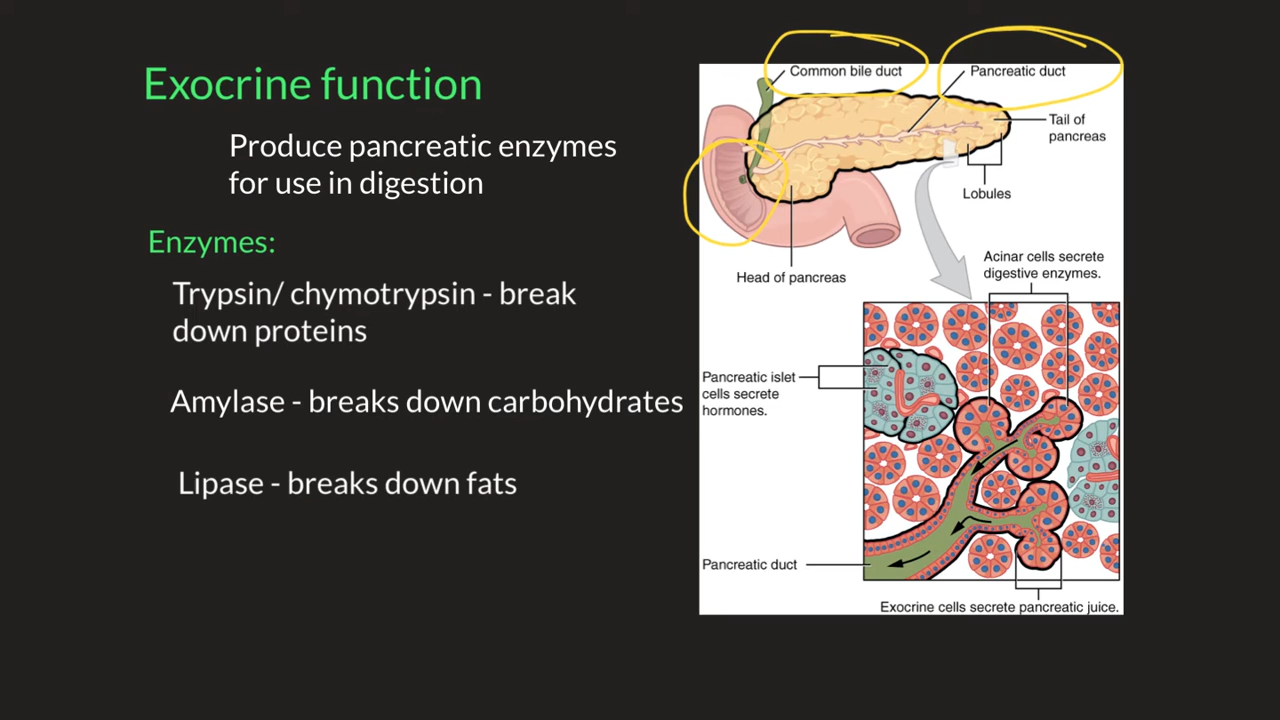 Exocrine function
Produce pancreatic enzymes
for use in digestion
Enzymes:
Trypsin/ chymotrypsin - break
down proteins
Amylase - breaks down carbohydrates
Lipase - breaks down fats
Common bile duct
Pancreatic duct
Tail of
pancreas
Lobules
Head of pancreas
Acinar cells secrete
digestive enzymes.
Pancreatic islet
cells secrete
hormones.
Pancreatic duct
Exocrine cells secrete pancreatic juice.